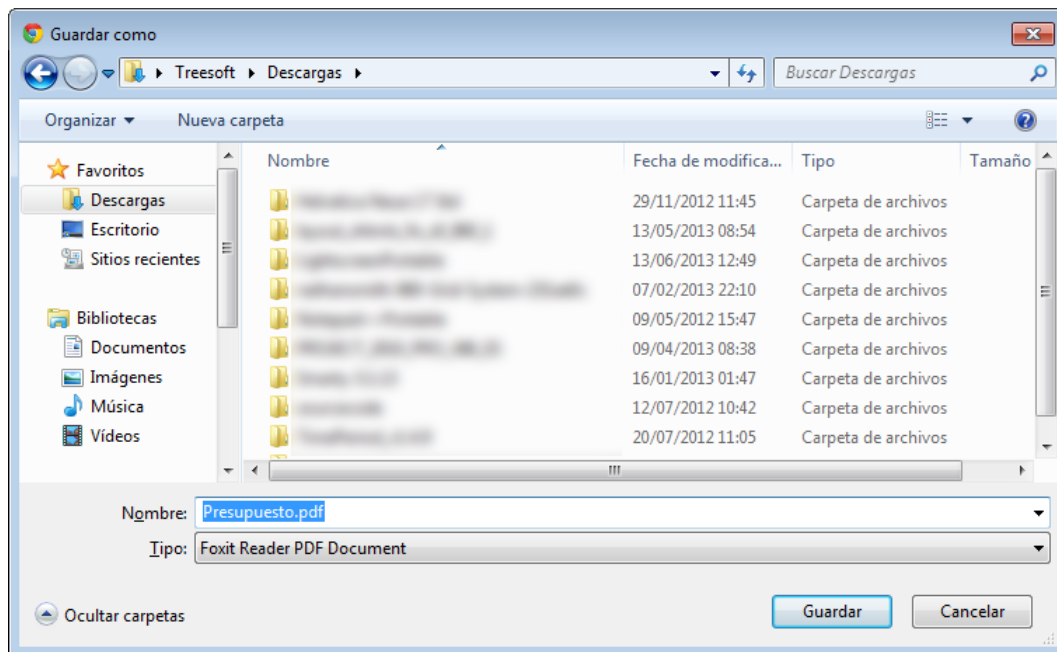 Guardar como
Treesoft Descargas Buscar Descargas
Organizar Nueva carpeta
Nombre Fecha de modifica... Tipo Tamaño
Favoritos
Descargas 29/11/2012 11:45 Carpeta de archivos
Escritorio 13/05/2013 08:54 Carpeta de archivos
Sitios recientes 13/06/2013 12:49 Carpeta de archivos
07/02/2013 22:10 Carpeta de archivos
Bibliotecas 09/05/2012 15:47 Carpeta de archivos
Documentos 09/04/2013 08:38 Carpeta de archivos
Imágenes 16/01/2013 01:47 Carpeta de archivos
Música 12/07/2012 10:42 Carpeta de archivos
Vídeos 20/07/2012 11:05 Carpeta de archivos
Nombre: Presupuesto.pdf
Tipo: Foxit Reader PDF Document
Ocultar carpetas Guardar Cancelar